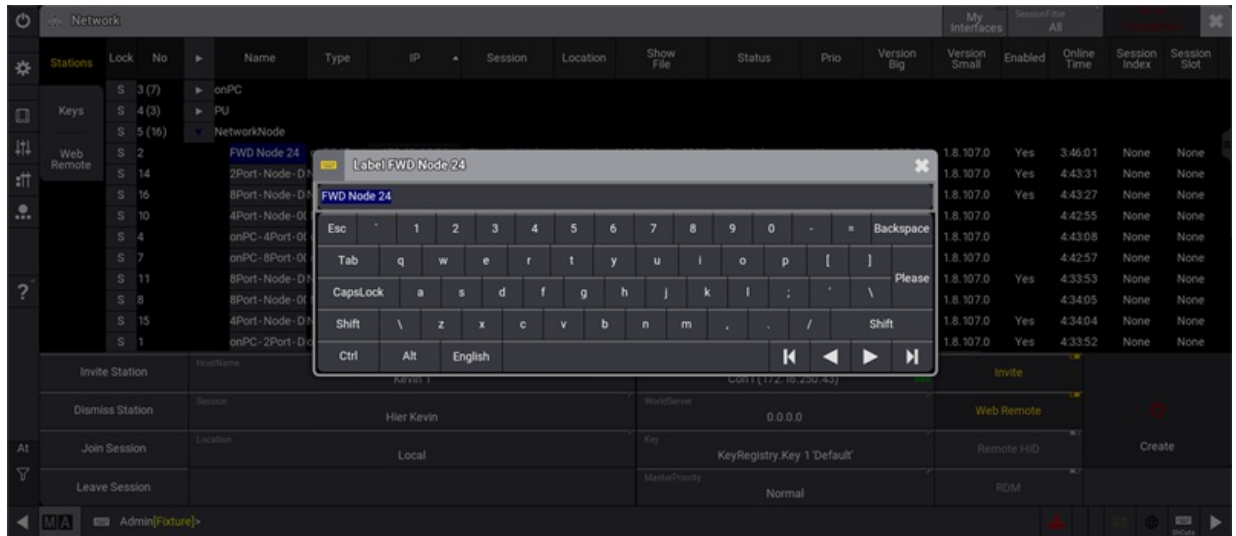 Network
My Interfaces SessionFilter All
Stations Lock No Name Type IP Session Location Show File Status Prio Version Big Version Small Enabled Online Time Session Index Session Slot
S 3 (7) onPC
Keys S 4 (3) PU
S 5 (16) NetworkNode
Web Remote S 2 FWD Node 24 1.8.107.0 Yes 3:46:01 None None
S 14 2Port-Node-D 1.8.107.0 Yes 4:43:31 None None
S 16 8Port-Node-D 1.8.107.0 Yes 4:43:27 None None
S 10 4Port-Node-0 1.8.107.0 4:42:55 None None
S 4 onPC-4Port-0 1.8.107.0 4:43:08 None None
S 7 onPC-8Port-0 1.8.107.0 4:42:57 None None
S 11 8Port-Node-D 1.8.107.0 Yes 4:33:53 None None
S 8 8Port-Node-0 1.8.107.0 4:34:05 None None
S 15 4Port-Node-D 1.8.107.0 Yes 4:34:04 None None
S 1 onPC-2Port-D 1.8.107.0 Yes 4:33:52 None None
Label FWD Node 24
FWD Node 24
Esc ` 1 2 3 4 5 6 7 8 9 0 - = Backspace
Tab q w e r t y u i o p [ ] Please
CapsLock a s d f g h j k l ; ' \
Shift \ z x c v b n m , . / Shift
Ctrl Alt English
Invite Station HostName Kevin 1 Con1 (172.16.250.43) Invite
Dismiss Station Session Hier Kevin WorldServer 0.0.0.0 Web Remote
Join Session Location Local Key KeyRegistry.Key 1 'Default' Remote HID Create
Leave Session MasterPriority Normal RDM
At
MA Admin[Fixture]>
ShCuts